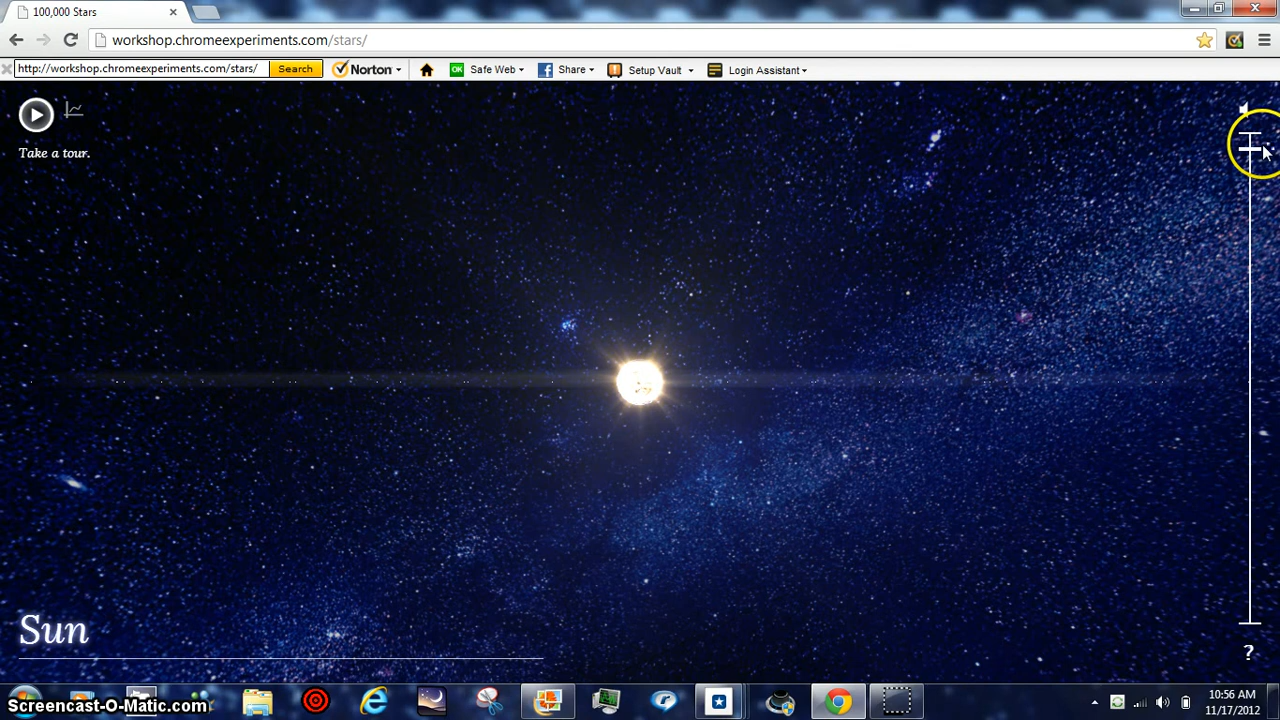 100,000 Stars
workshop.chromeexperiments.com/stars/
http://workshop.chromeexperiments.com/stars/ Search Norton OK Safe Web Share Setup Vault Login Assistant
Take a tour.
Sun
?
10:56 AM
11/17/2012
Screencast-O-Matic.com